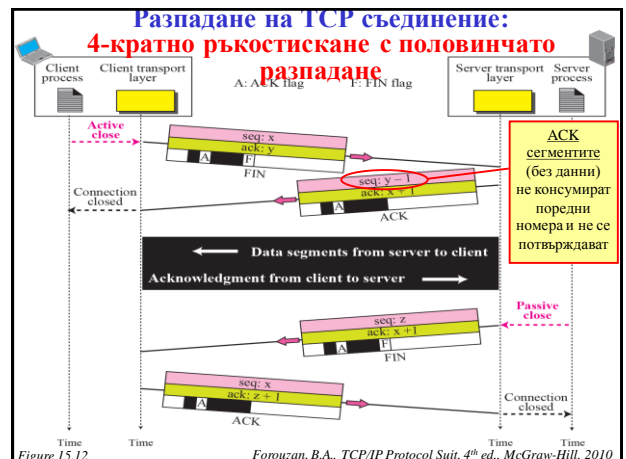 Разпадане на TCP съединение:
4-кратно ръкостискане с половинчато
разпадане
Client process
Client transport layer
A: ACK flag
F: FIN flag
Server transport layer
Server process
Active close
seq: x
ack: y
A F
FIN
ACK
сегментите
(без данни)
не консумират
поредни
номера и не се
потвърждават
seq: y – 1
ack: x + 1
A
ACK
Connection closed
Data segments from server to client
Acknowledgment from client to server
Passive close
seq: z
ack: x +1
A F
FIN
seq: x
ack: z + 1
A
ACK
Connection closed
Time Time Time Time
Figure 15.12
Forouzan, B.A., TCP/IP Protocol Suit, 4th ed., McGraw-Hill, 2010